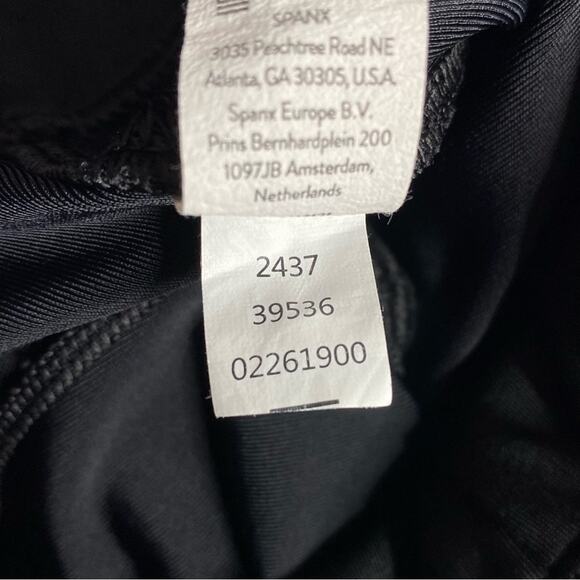 SPANX
3035 Peachtree Road NE
Atlanta, GA 30305, U.S.A.
Spanx Europe B.V.
Prins Bernhardplein 200
1097JB Amsterdam,
Netherlands
2437
39536
02261900